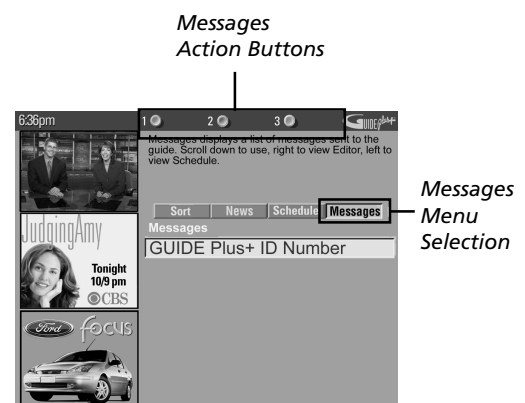 Messages
Action Buttons
6:36pm
1
2
3
GUIDE plus+
Messages displays a list of messages sent to the
guide. Scroll down to use, right to view Editor, left to
view Schedule.
Sort
News
Schedule
Messages
Messages
Menu
Selection
Messages
GUIDE Plus+ ID Number
JudgingAmy
Tonight
10/9 pm
CBS
Ford
focus